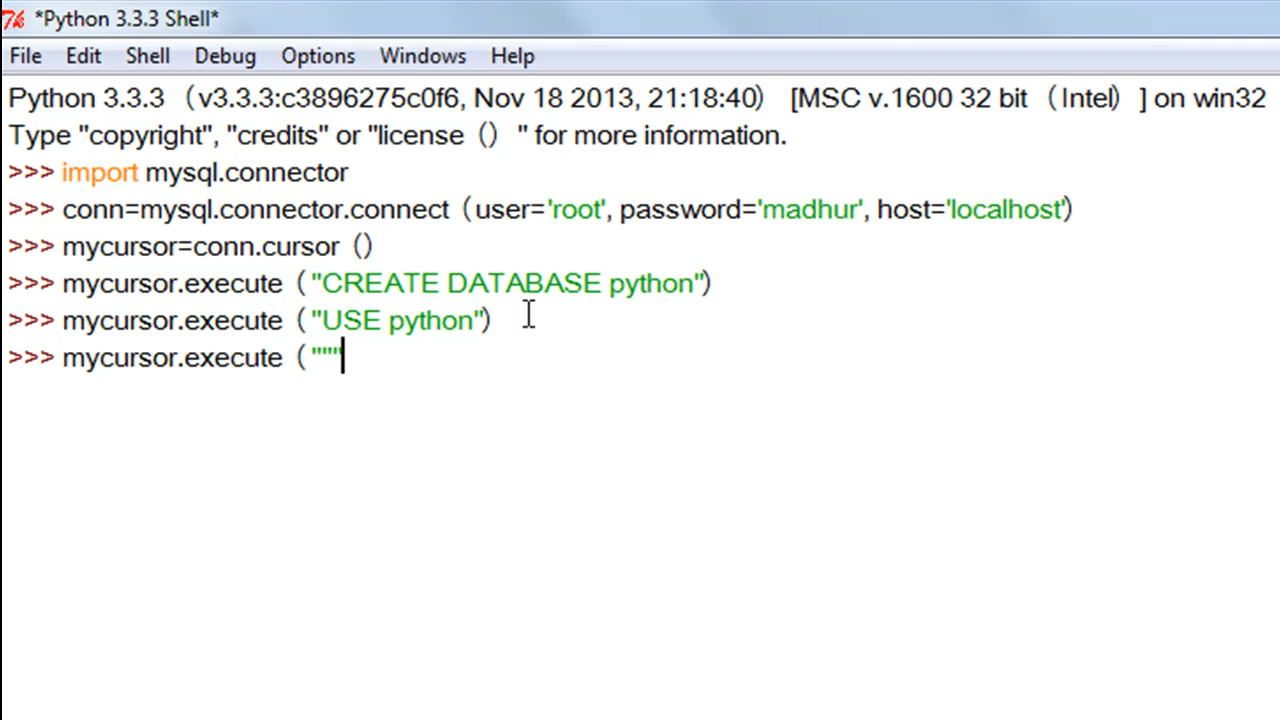 *Python 3.3.3 Shell*
File Edit Shell Debug Options Windows Help
Python 3.3.3 (v3.3.3:c3896275c0f6, Nov 18 2013, 21:18:40) [MSC v.1600 32 bit (Intel)] on win32
Type "copyright", "credits" or "license()" for more information.
>>> import mysql.connector
>>> conn=mysql.connector.connect (user='root', password='madhur', host='localhost')
>>> mycursor=conn.cursor ()
>>> mycursor.execute ("CREATE DATABASE python")
>>> mycursor.execute ("USE python")
>>> mycursor.execute ("""